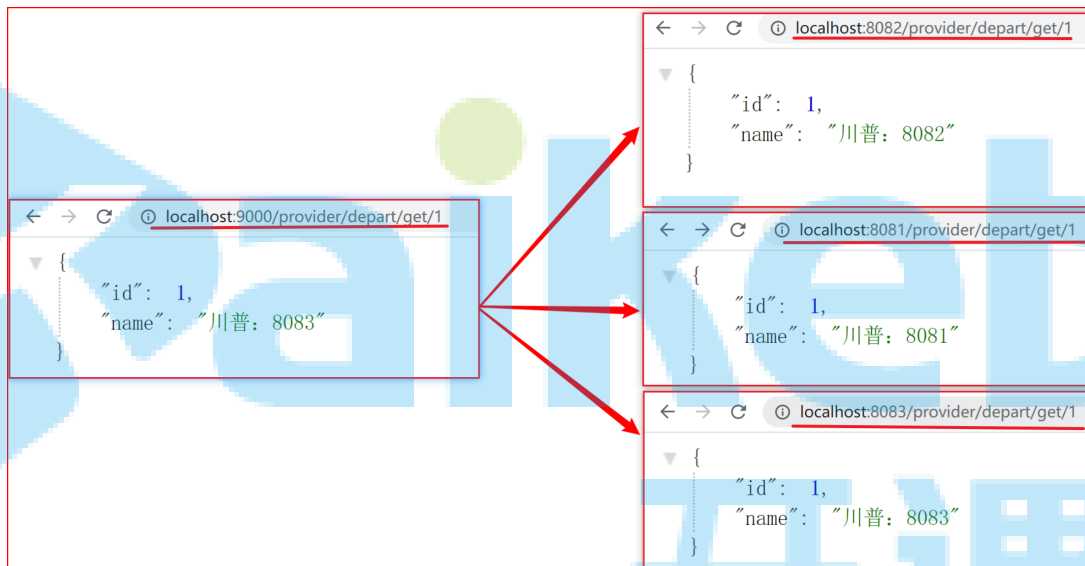 localhost:9000/provider/depart/get/1
{
"id": 1,
"name": "川普：8083"
}
localhost:8082/provider/depart/get/1
{
"id": 1,
"name": "川普：8082"
}
localhost:8081/provider/depart/get/1
{
"id": 1,
"name": "川普：8081"
}
localhost:8083/provider/depart/get/1
{
"id": 1,
"name": "川普：8083"
}
aikeb